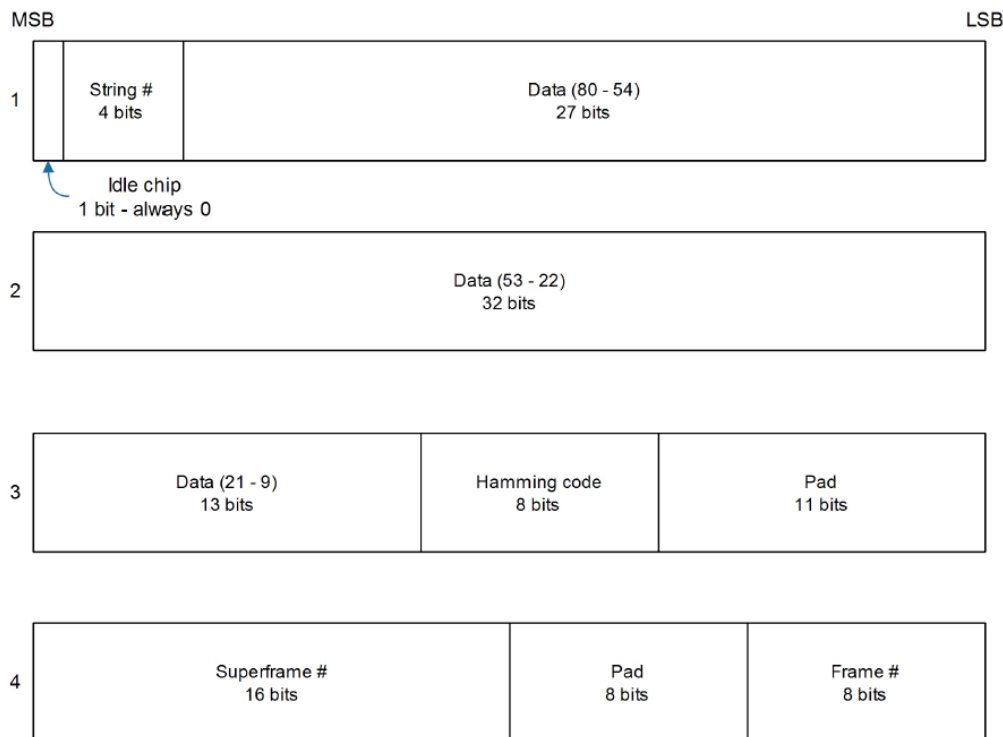 MSB
LSB
1
String #
4 bits
Data (80 - 54)
27 bits
Idle chip
1 bit - always 0
2
Data (53 - 22)
32 bits
3
Data (21 - 9)
13 bits
Hamming code
8 bits
Pad
11 bits
4
Superframe #
16 bits
Pad
8 bits
Frame #
8 bits